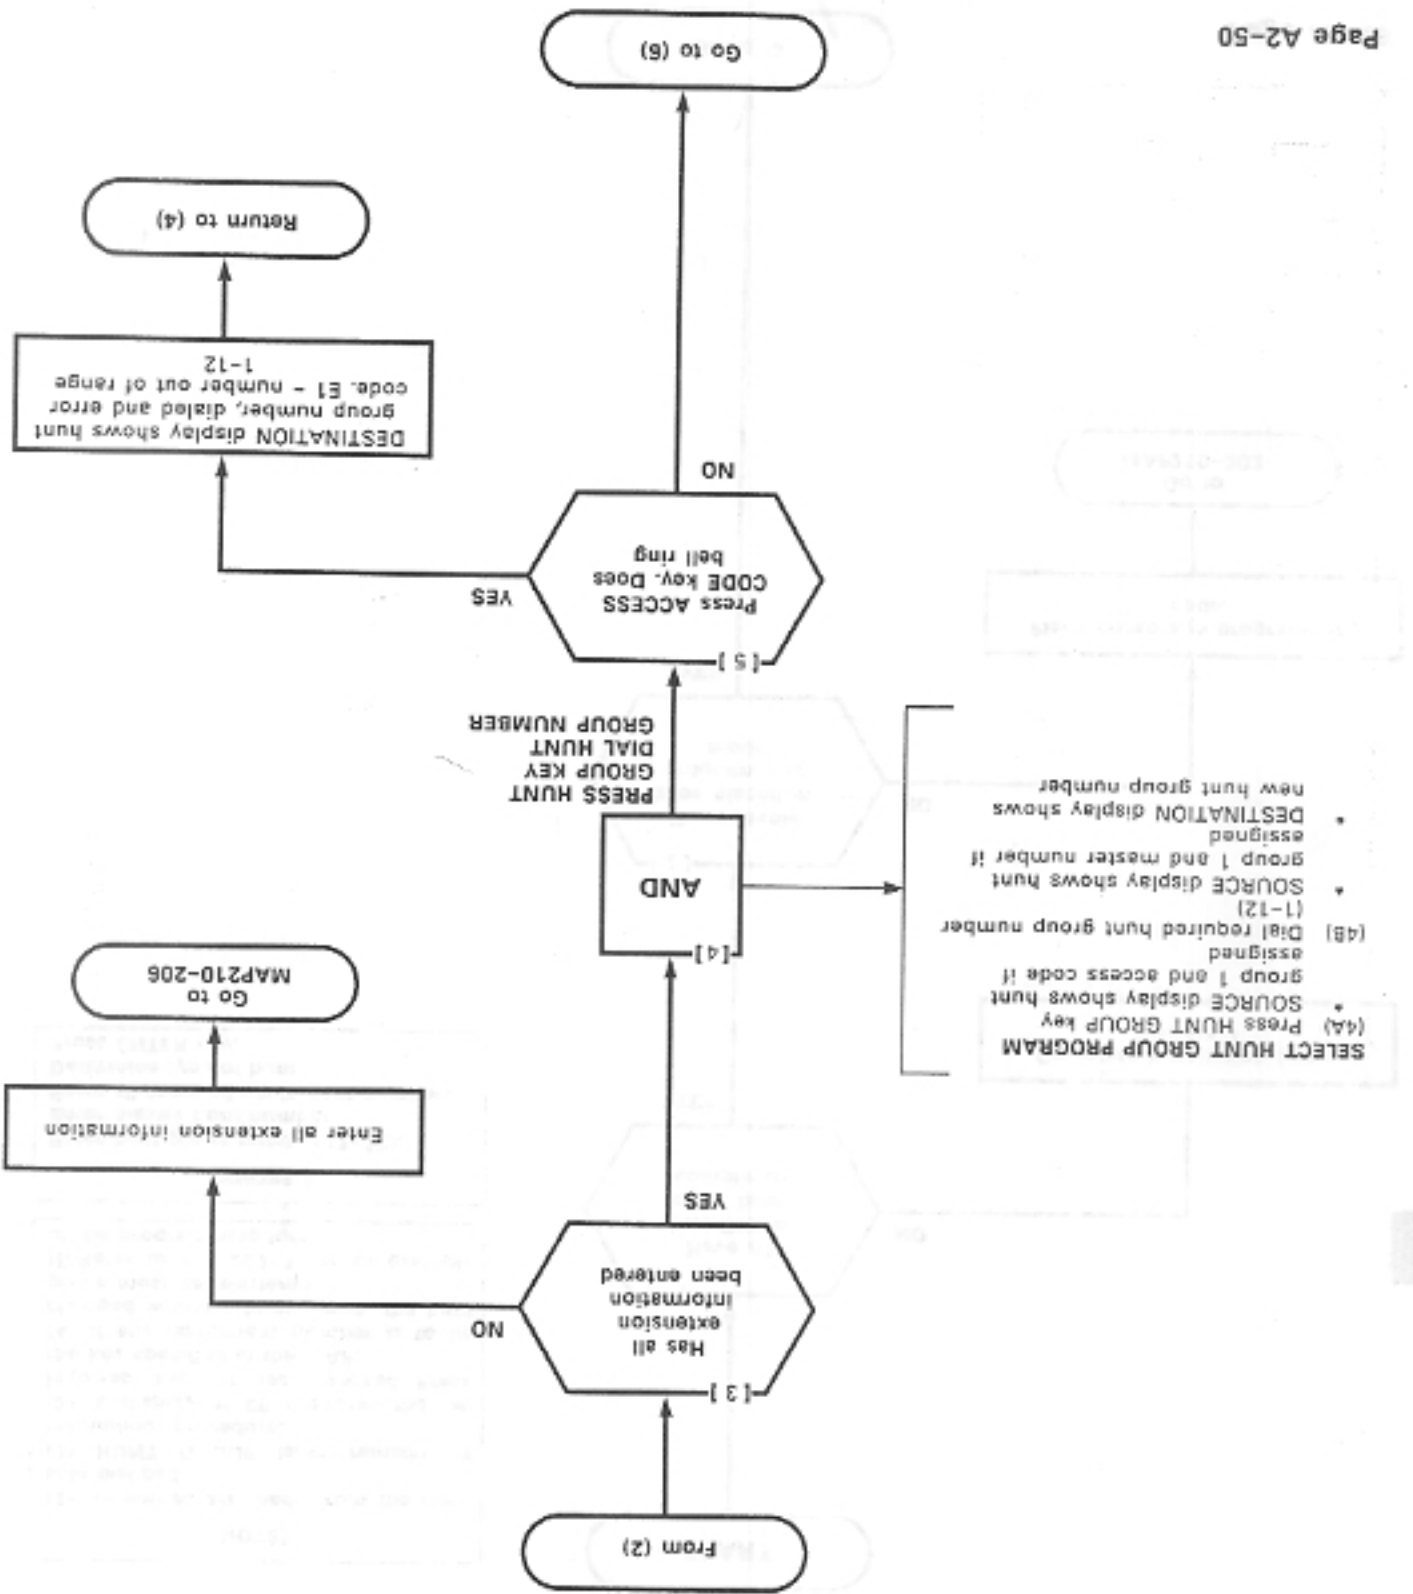 From (2)
[3]
Has all
extension
information
been entered
NO
YES
Enter all extension information
Go to
MAP210-206
[4]
AND
SELECT HUNT GROUP PROGRAM
(4A) Press HUNT GROUP key
• SOURCE display shows hunt
group 1 and access code if
assigned
(4B) Dial required hunt group number
(1-12)
• SOURCE display shows hunt
group 1 and master number if
assigned
• DESTINATION display shows
new hunt group number
PRESS HUNT
GROUP KEY
DIAL HUNT
GROUP NUMBER
[5]
Press ACCESS
CODE key. Does
bell ring
YES
NO
DESTINATION display shows hunt
group number, dialed and error
code. E1 - number out of range
1-12
Return to (4)
Go to (6)
Page A2-50